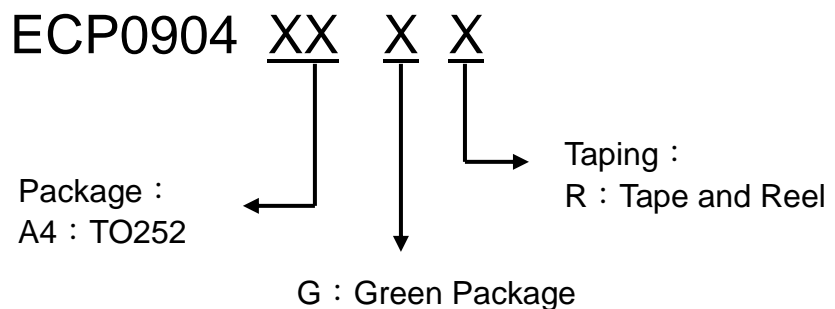 ECP0904 XX X X
Taping：
R：Tape and Reel
Package：
A4：TO252
G：Green Package